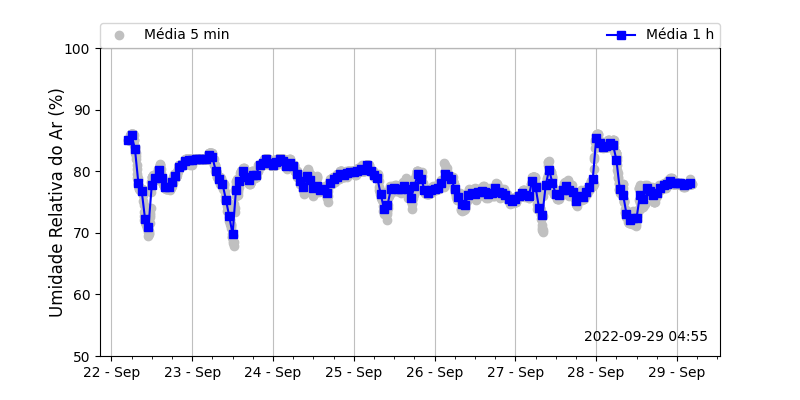 Média 5 min
Média 1 h
Umidade Relativa do Ar (%)
100
90
80
70
60
50
2022-09-29 04:55
22 - Sep
23 - Sep
24 - Sep
25 - Sep
26 - Sep
27 - Sep
28 - Sep
29 - Sep